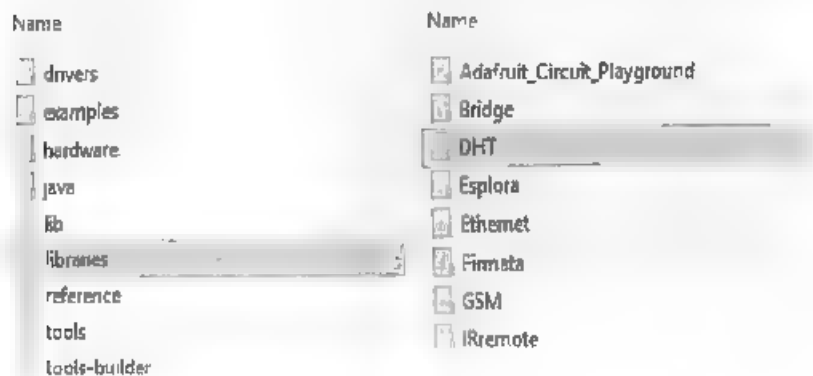 Name
drivers
examples
hardware
java
lib
libraries
reference
tools
tools-builder
Name
Adafruit_Circuit_Playground
Bridge
DHT
Esplora
Ethernet
Firmata
GSM
IRremote